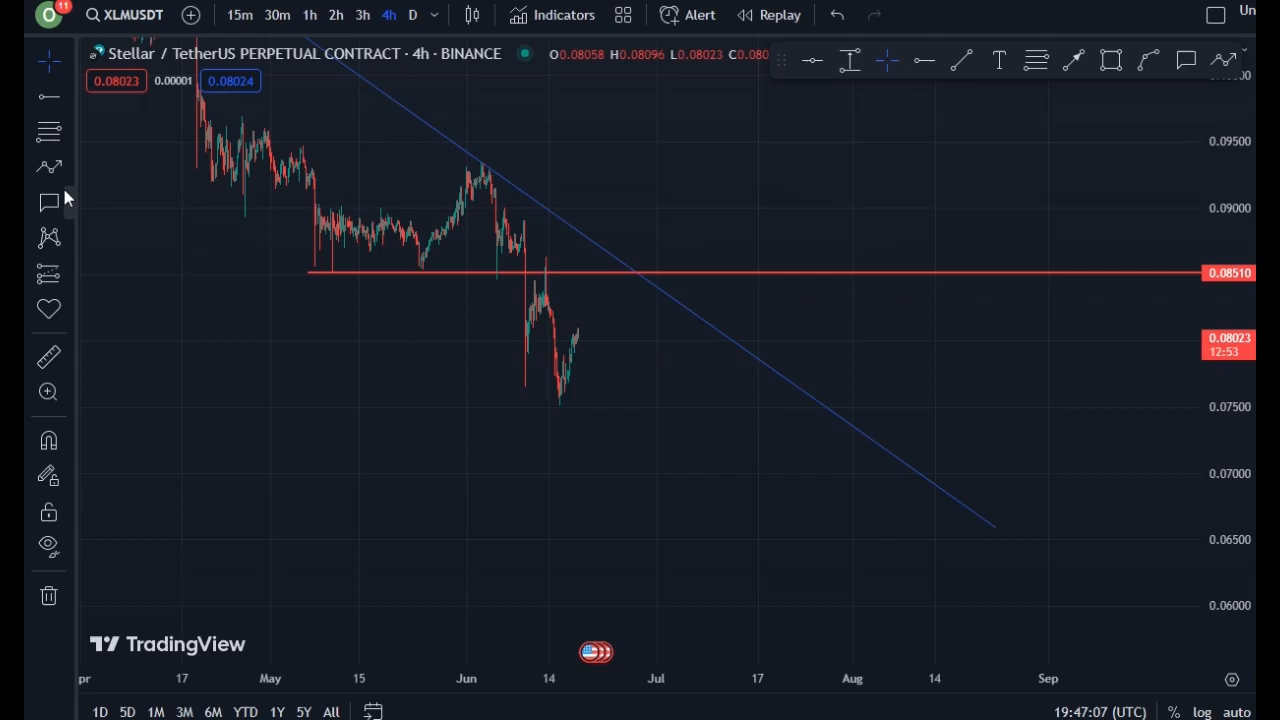 O 11 XLMUSDT 15m 30m 1h 2h 3h 4h D Indicators Alert Replay Un
Stellar / TetherUS PERPETUAL CONTRACT · 4h · BINANCE O0.08058 H0.08096 L0.08023 C0.080
0.08023 0.00001 0.08024
T
0.09500
0.09000
0.08510
0.08023
12:53
0.07500
0.07000
0.06500
0.06000
TradingView
17 May 15 Jun 14 Jul 17 Aug 14 Sep
1D 5D 1M 3M 6M YTD 1Y 5Y All 19:47:07 (UTC) % log auto